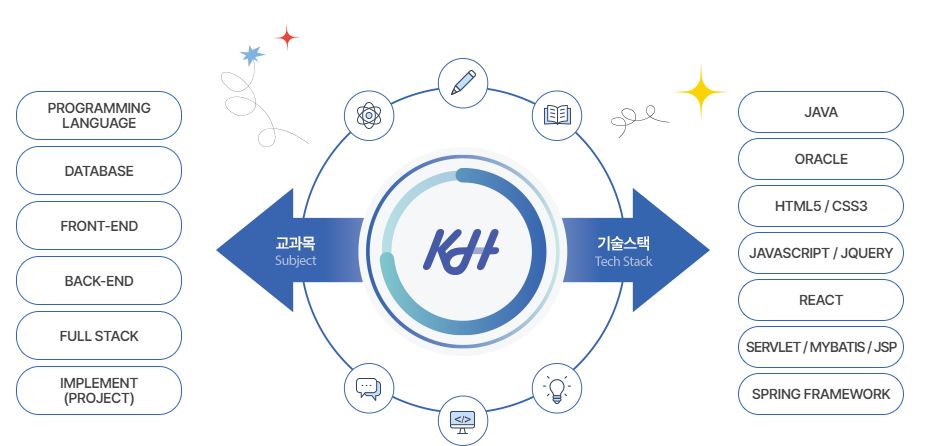 PROGRAMMING
LANGUAGE
DATABASE
FRONT-END
BACK-END
FULL STACK
IMPLEMENT
(PROJECT)
교과목
Subject
KH
</>
기술스택
Tech Stack
JAVA
ORACLE
HTML5 / CSS3
JAVASCRIPT / JQUERY
REACT
SERVLET / MYBATIS / JSP
SPRING FRAMEWORK